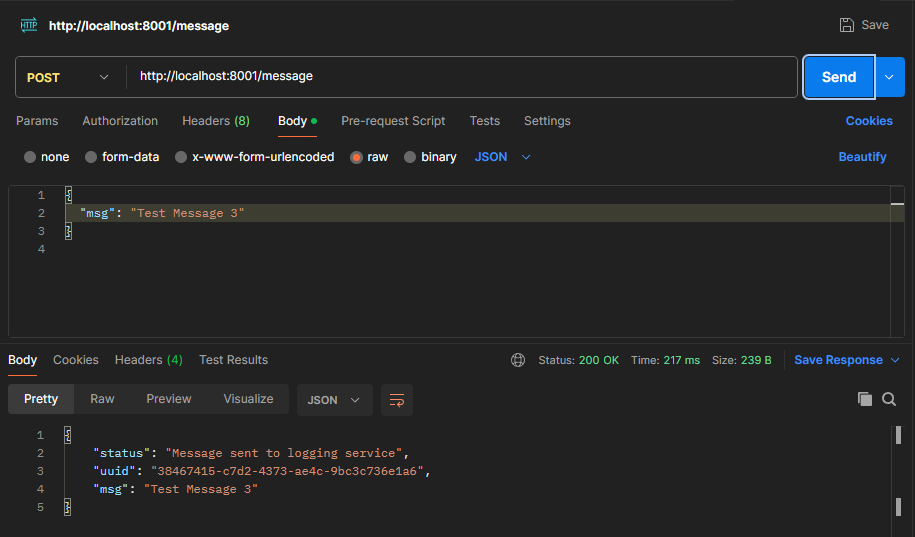 HTTP http://localhost:8001/message Save
POST http://localhost:8001/message Send
Params Authorization Headers (8) Body Pre-request Script Tests Settings Cookies
none form-data x-www-form-urlencoded raw binary JSON Beautify
1 {
2 "msg": "Test Message 3"
3 }
4
Body Cookies Headers (4) Test Results Status: 200 OK Time: 217 ms Size: 239 B Save Response
Pretty Raw Preview Visualize JSON
1 {
2 "status": "Message sent to logging service",
3 "uuid": "38467415-c7d2-4373-ae4c-9bc3c736e1a6",
4 "msg": "Test Message 3"
5 }